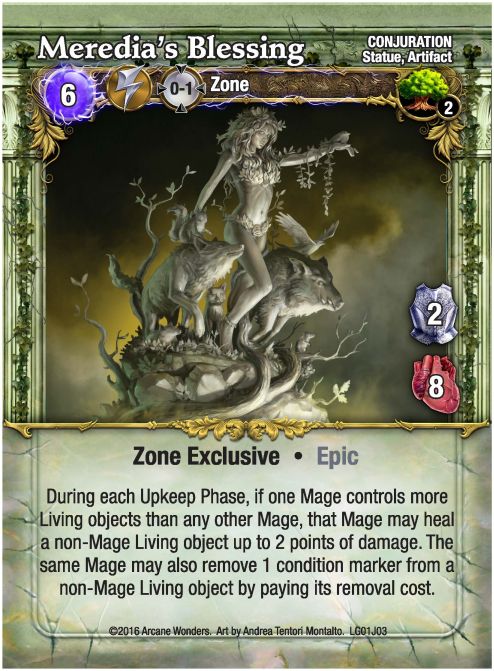 Meredia's Blessing
CONJURATION
Statue, Artifact
6
0-1
Zone
2
2
8
Zone Exclusive • Epic
During each Upkeep Phase, if one Mage controls more
Living objects than any other Mage, that Mage may heal
a non-Mage Living object up to 2 points of damage. The
same Mage may also remove 1 condition marker from a
non-Mage Living object by paying its removal cost.
©2016 Arcane Wonders. Art by Andrea Tentori Montalto. LG01J03